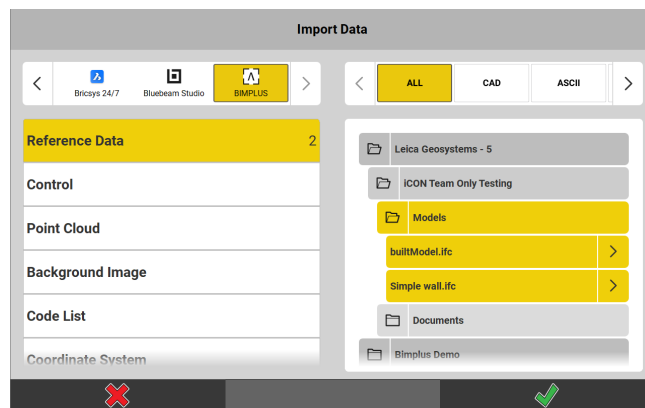 Import Data
Bricsys 24/7 Bluebeam Studio BIMPLUS
ALL CAD ASCII
Reference Data 2
Control
Point Cloud
Background Image
Code List
Coordinate System
Leica Geosystems - 5
iCON Team Only Testing
Models
builtModel.ifc
Simple wall.ifc
Documents
Bimplus Demo